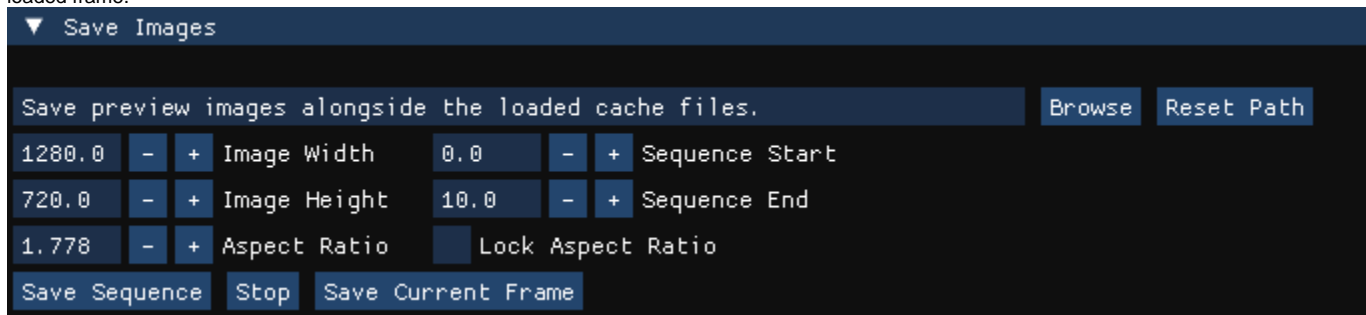 loaded frame.
▼ Save Images
Save preview images alongside the loaded cache files. Browse Reset Path
1280.0 - + Image Width 0.0 - + Sequence Start
720.0 - + Image Height 10.0 - + Sequence End
1.778 - + Aspect Ratio Lock Aspect Ratio
Save Sequence Stop Save Current Frame